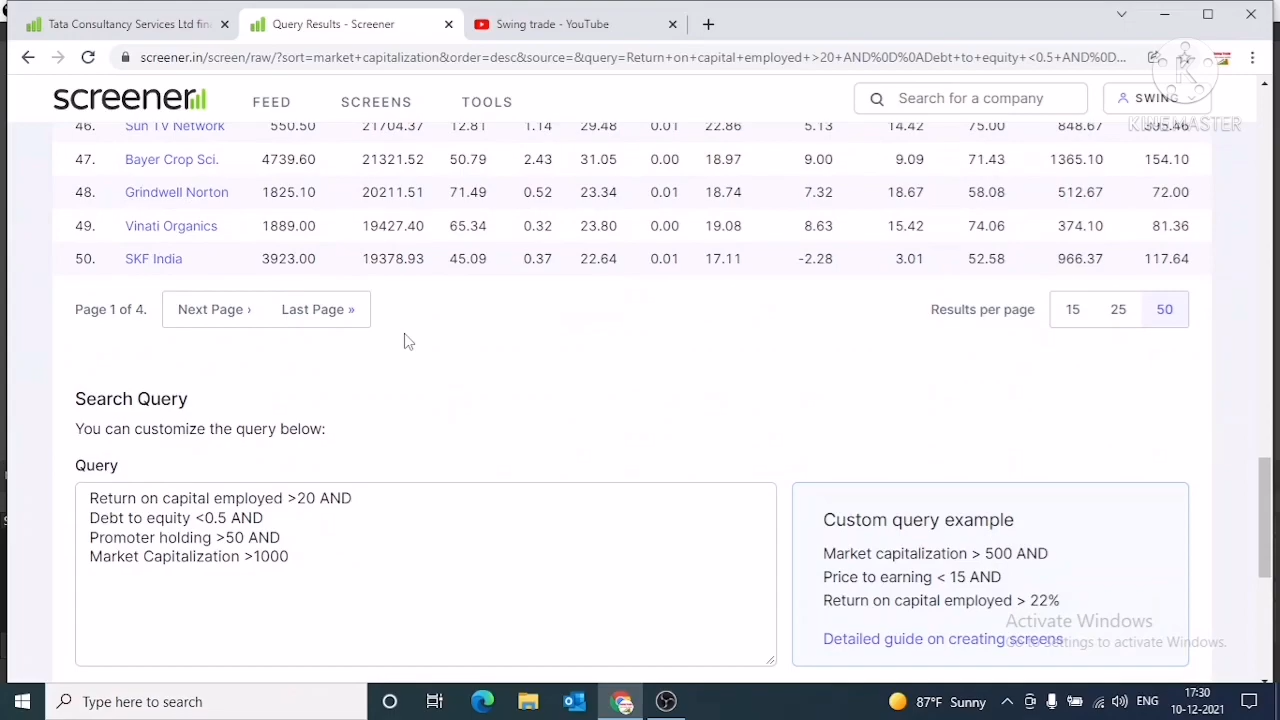 Tata Consultancy Services Ltd fin
Query Results - Screener
Swing trade - YouTube
screener.in/screen/raw/?sort=market+capitalization&order=desc&source=&query=Return+on+capital+employed+>20+AND%0D%0ADebt+to+equity+<0.5+AND%0D...
screener
FEED
SCREENS
TOOLS
Search for a company
SWING
KINEMASTER
46. Sun TV Network 550.50 21704.37 12.81 1.14 29.48 0.01 22.86 5.13 14.42 75.00 848.67 395.46
47. Bayer Crop Sci. 4739.60 21321.52 50.79 2.43 31.05 0.00 18.97 9.00 9.09 71.43 1365.10 154.10
48. Grindwell Norton 1825.10 20211.51 71.49 0.52 23.34 0.01 18.74 7.32 18.67 58.08 512.67 72.00
49. Vinati Organics 1889.00 19427.40 65.34 0.32 23.80 0.00 19.08 8.63 15.42 74.06 374.10 81.36
50. SKF India 3923.00 19378.93 45.09 0.37 22.64 0.01 17.11 -2.28 3.01 52.58 966.37 117.64
Page 1 of 4. Next Page › Last Page » Results per page 15 25 50
Search Query
You can customize the query below:
Query
Return on capital employed >20 AND
Debt to equity <0.5 AND
Promoter holding >50 AND
Market Capitalization >1000
Custom query example
Market capitalization > 500 AND
Price to earning < 15 AND
Return on capital employed > 22%
Detailed guide on creating screens
Activate Windows
Go to Settings to activate Windows.
Type here to search
87°F Sunny
ENG
17:30
10-12-2021